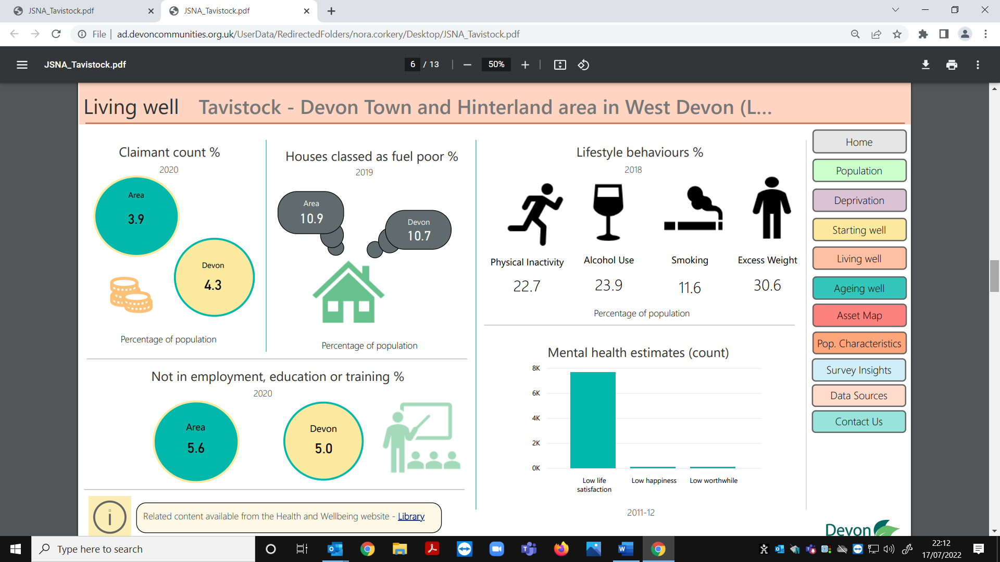 JSNA_Tavistock.pdf
JSNA_Tavistock.pdf
File
ad.devoncommunities.org.uk/UserData/RedirectedFolders/nora.corkery/Desktop/JSNA_Tavistock.pdf
JSNA_Tavistock.pdf
6 / 13
50%
Living well Tavistock - Devon Town and Hinterland area in West Devon (L...
Claimant count %
2020
Area
3.9
Devon
4.3
Percentage of population
Houses classed as fuel poor %
2019
Area
10.9
Devon
10.7
Percentage of population
Not in employment, education or training %
2020
Area
5.6
Devon
5.0
Related content available from the Health and Wellbeing website - Library
Lifestyle behaviours %
2018
Physical Inactivity
22.7
Alcohol Use
23.9
Smoking
11.6
Excess Weight
30.6
Percentage of population
Mental health estimates (count)
8K
6K
4K
2K
0K
Low life
satisfaction
Low happiness
Low worthwhile
2011-12
Home
Population
Deprivation
Starting well
Living well
Ageing well
Asset Map
Pop. Characteristics
Survey Insights
Data Sources
Contact Us
Devon
Type here to search
22:12
17/07/2022